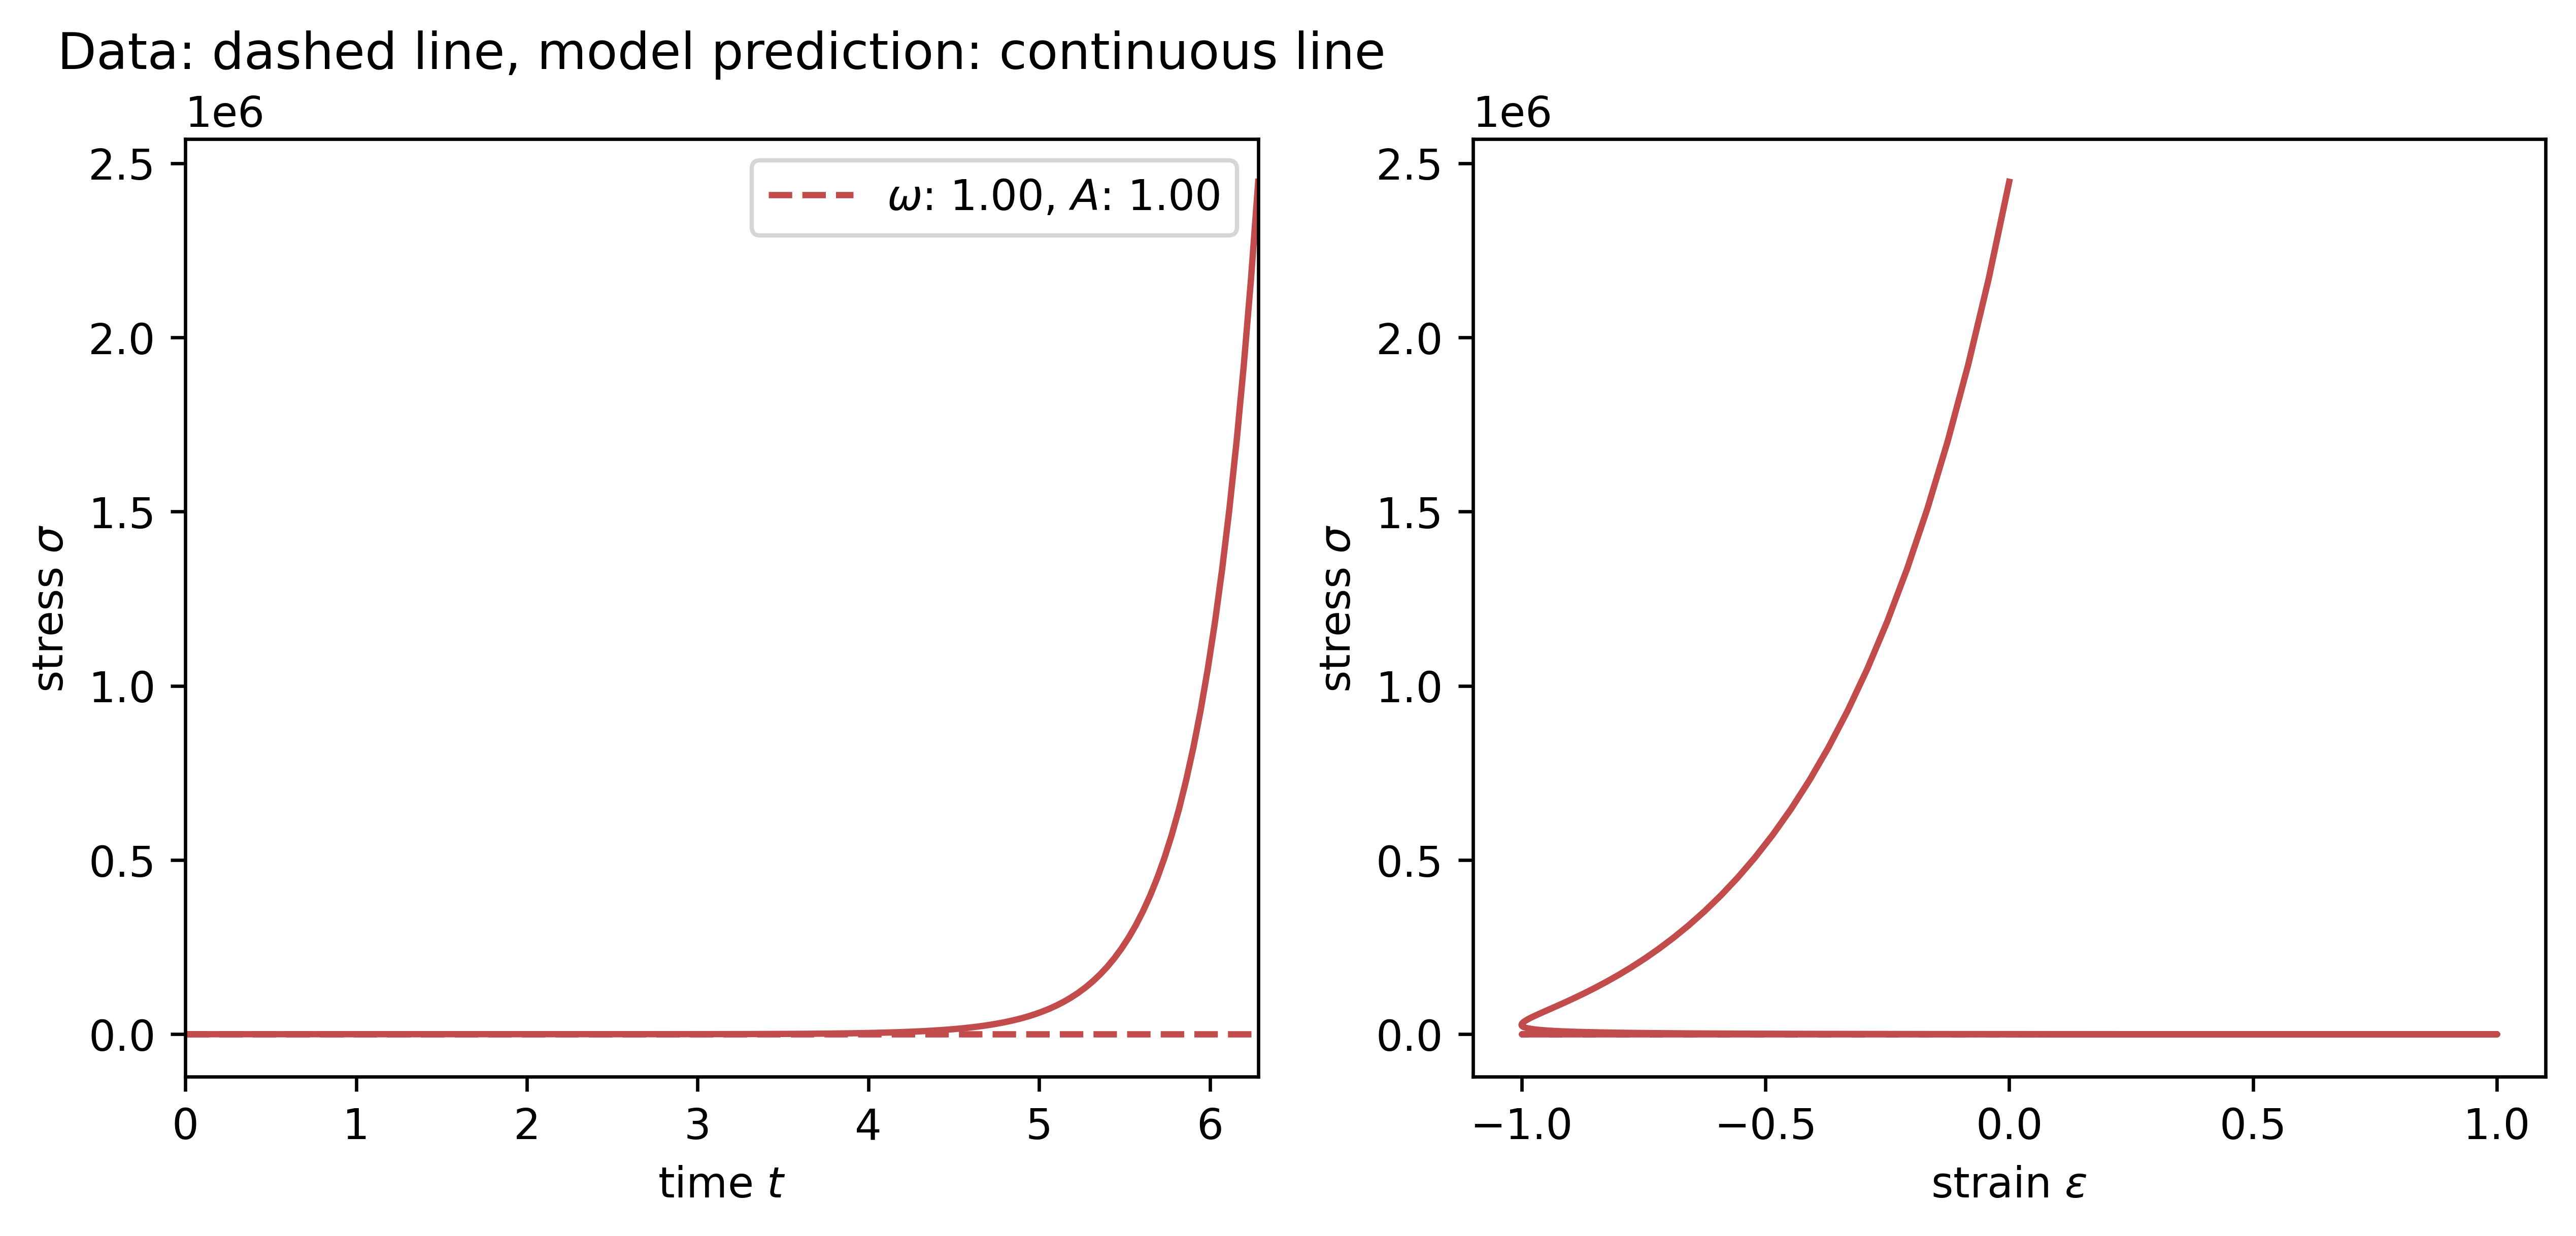 Data: dashed line, model prediction: continuous line
1e6
2.5
2.0
1.5
1.0
0.5
0.0
stress σ
0 1 2 3 4 5 6
time t
ω: 1.00, A: 1.00
1e6
2.5
2.0
1.5
1.0
0.5
0.0
stress σ
−1.0 −0.5 0.0 0.5 1.0
strain ε